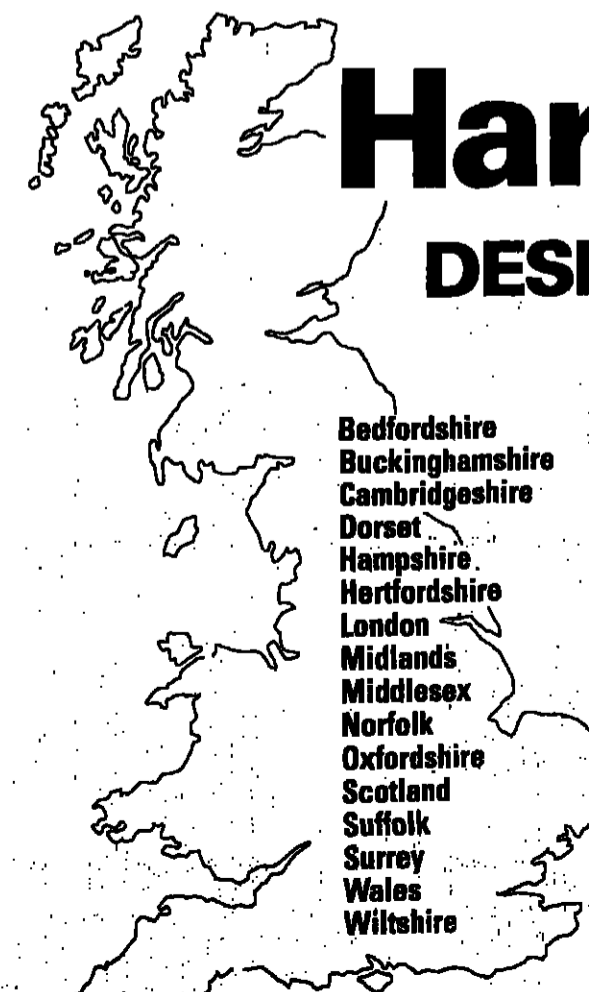 Har
DESI
Bedfordshire
Buckinghamshire
Cambridgeshire
Dorset
Hampshire
Hertfordshire
London
Midlands
Middlesex
Norfolk
Oxfordshire
Scotland
Suffolk
Surrey
Wales
Wiltshire